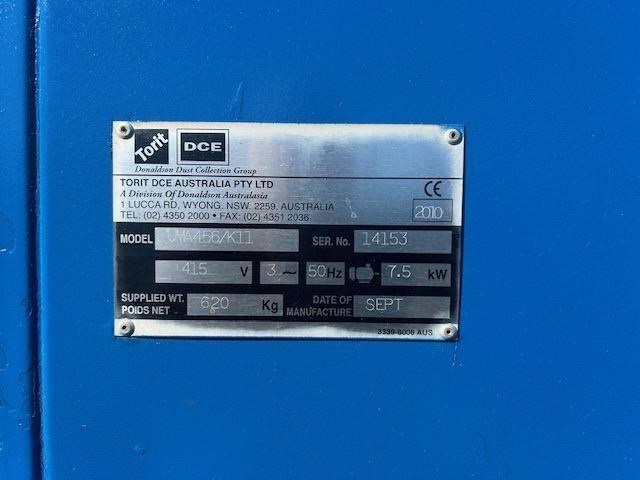 Torit DCE
Donaldson Dust Collection Group
TORIT DCE AUSTRALIA PTY LTD
A Division Of Donaldson Australasia
1 LUCCA RD, WYONG. NSW. 2259. AUSTRALIA
TEL: (02) 4350 2000 • FAX: (02) 4351 2036
CE
2010
MODEL UMA456/K11 SER. No. 14153
415 V 3 ~ 50 Hz 7.5 kW
SUPPLIED WT. POIDS NET 620 Kg DATE OF MANUFACTURE SEPT
3339-8006 AUS